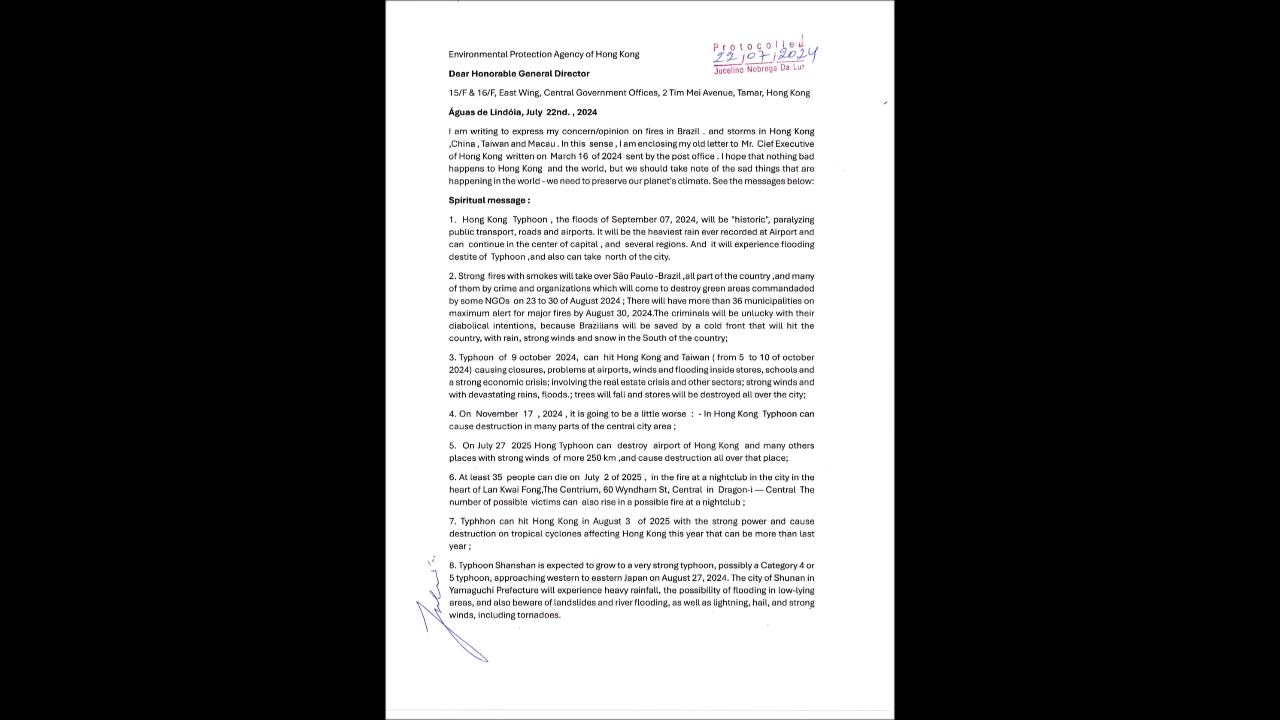 Protocolled
22/07/2024
Jucelino Nobrega Da Luz
Environmental Protection Agency of Hong Kong
Dear Honorable General Director
15/F & 16/F, East Wing, Central Government Offices, 2 Tim Mei Avenue, Tamar, Hong Kong
Águas de Lindóia, July 22nd. , 2024
I am writing to express my concern/opinion on fires in Brazil . and storms in Hong Kong
,China , Taiwan and Macau . In this sense , I am enclosing my old letter to Mr. Cief Executive
of Hong Kong written on March 16 of 2024 sent by the post office . I hope that nothing bad
happens to Hong Kong and the world, but we should take note of the sad things that are
happening in the world - we need to preserve our planet's climate. See the messages below:
Spiritual message :
1. Hong Kong Typhoon , the floods of September 07, 2024, will be "historic", paralyzing
public transport, roads and airports. It will be the heaviest rain ever recorded at Airport and
can continue in the center of capital , and several regions. And it will experience flooding
destite of Typhoon ,and also can take north of the city.
2. Strong fires with smokes will take over São Paulo -Brazil ,all part of the country ,and many
of them by crime and organizations which will come to destroy green areas commandaded
by some NGOs on 23 to 30 of August 2024 ; There will have more than 36 municipalities on
maximum alert for major fires by August 30, 2024.The criminals will be unlucky with their
diabolical intentions, because Brazilians will be saved by a cold front that will hit the
country, with rain, strong winds and snow in the South of the country;
3. Typhoon of 9 october 2024, can hit Hong Kong and Taiwan ( from 5 to 10 of october
2024) causing closures, problems at airports, winds and flooding inside stores, schools and
a strong economic crisis; involving the real estate crisis and other sectors; strong winds and
with devastating rains, floods.; trees will fall and stores will be destroyed all over the city;
4. On November 17 , 2024 , it is going to be a little worse : - In Hong Kong Typhoon can
cause destruction in many parts of the central city area ;
5. On July 27 2025 Hong Typhoon can destroy airport of Hong Kong and many others
places with strong winds of more 250 km ,and cause destruction all over that place;
6. At least 35 people can die on July 2 of 2025 , in the fire at a nightclub in the city in the
heart of Lan Kwai Fong,The Centrium, 60 Wyndham St, Central in Dragon-i — Central The
number of possible victims can also rise in a possible fire at a nightclub ;
7. Typhhon can hit Hong Kong in August 3 of 2025 with the strong power and cause
destruction on tropical cyclones affecting Hong Kong this year that can be more than last
year ;
8. Typhoon Shanshan is expected to grow to a very strong typhoon, possibly a Category 4 or
5 typhoon, approaching western to eastern Japan on August 27, 2024. The city of Shunan in
Yamaguchi Prefecture will experience heavy rainfall, the possibility of flooding in low-lying
areas, and also beware of landslides and river flooding, as well as lightning, hail, and strong
winds, including tornadoes.